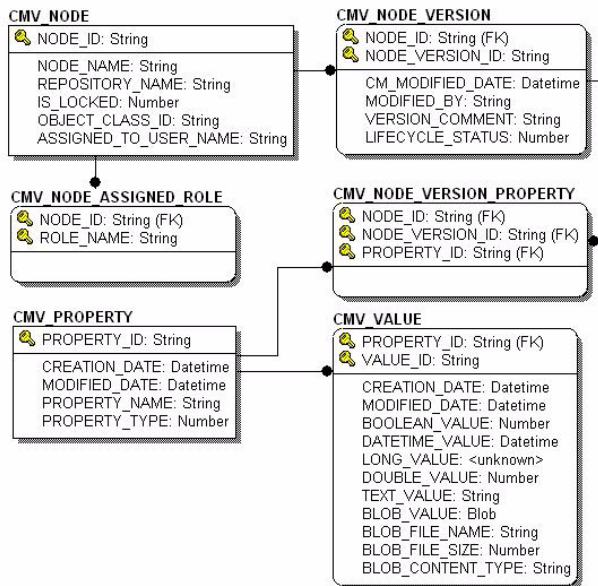 CMV_NODE
NODE_ID: String
NODE_NAME: String
REPOSITORY_NAME: String
IS_LOCKED: Number
OBJECT_CLASS_ID: String
ASSIGNED_TO_USER_NAME: String
CMV_NODE_VERSION
NODE_ID: String (FK)
NODE_VERSION_ID: String
CM_MODIFIED_DATE: Datetime
MODIFIED_BY: String
VERSION_COMMENT: String
LIFECYCLE_STATUS: Number
CMV_NODE_ASSIGNED_ROLE
NODE_ID: String (FK)
ROLE_NAME: String
CMV_NODE_VERSION_PROPERTY
NODE_ID: String (FK)
NODE_VERSION_ID: String (FK)
PROPERTY_ID: String (FK)
CMV_PROPERTY
PROPERTY_ID: String
CREATION_DATE: Datetime
MODIFIED_DATE: Datetime
PROPERTY_NAME: String
PROPERTY_TYPE: Number
CMV_VALUE
PROPERTY_ID: String (FK)
VALUE_ID: String
CREATION_DATE: Datetime
MODIFIED_DATE: Datetime
BOOLEAN_VALUE: Number
DATETIME_VALUE: Datetime
LONG_VALUE: <unknown>
DOUBLE_VALUE: Number
TEXT_VALUE: String
BLOB_VALUE: Blob
BLOB_FILE_NAME: String
BLOB_FILE_SIZE: Number
BLOB_CONTENT_TYPE: String